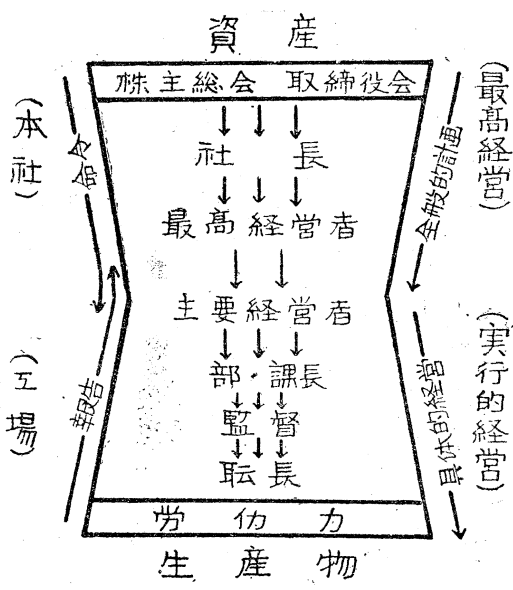 資産
株主総会 取締役会
社長
最高経営者
主要経営者
部・課長
監督
耺長
労仂力
生産物
(本社)
命令
(工場)
報告
(最高経営)
全般的計画
(実行的経営)
具体的経営